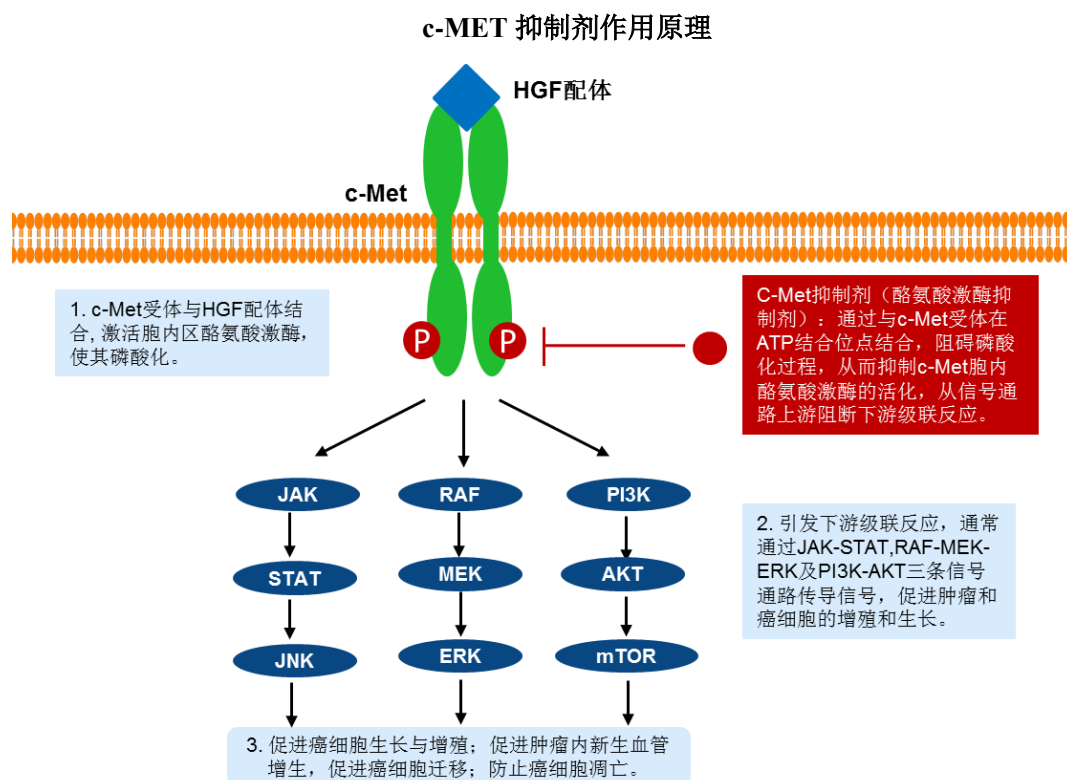 c-MET 抑制剂作用原理
HGF配体
c-Met
1. c-Met受体与HGF配体结
合, 激活胞内区酪氨酸激酶，
使其磷酸化。
P
P
C-Met抑制剂（酪氨酸激酶抑
制剂）：通过与c-Met受体在
ATP结合位点结合，阻碍磷酸
化过程，从而抑制c-Met胞内
酪氨酸激酶的活化，从信号通
路上游阻断下游级联反应。
JAK
RAF
PI3K
STAT
MEK
AKT
JNK
ERK
mTOR
2. 引发下游级联反应，通常
通过JAK-STAT,RAF-MEK-
ERK及PI3K-AKT三条信号
通路传导信号，促进肿瘤和
癌细胞的增殖和生长。
3. 促进癌细胞生长与增殖；促进肿瘤内新生血管
增生，促进癌细胞迁移；防止癌细胞凋亡。